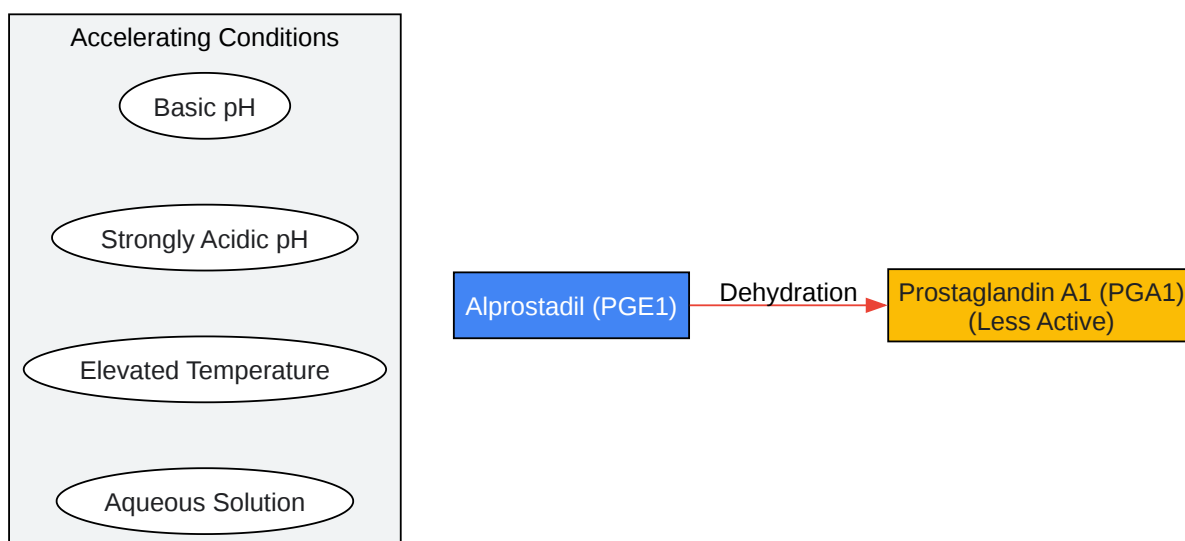 Accelerating Conditions
Basic pH
Strongly Acidic pH
Elevated Temperature
Aqueous Solution
Alprostadil (PGE1)
Dehydration
Prostaglandin A1 (PGA1)
(Less Active)